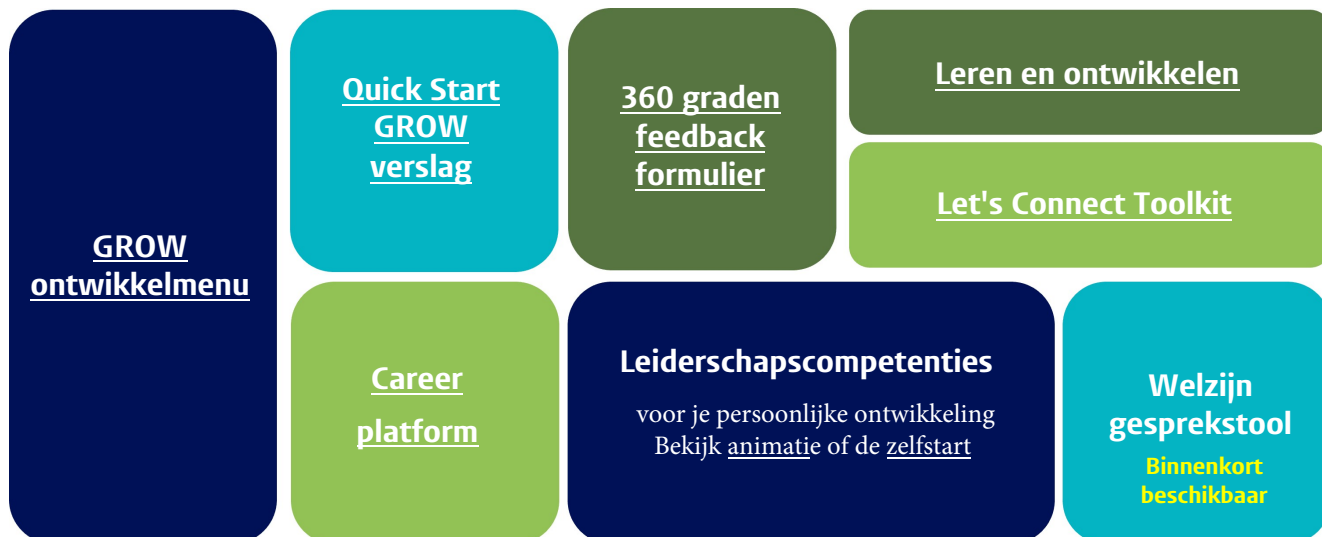 GROW
ontwikkelmenu
Quick Start
GROW
verslag
360 graden
feedback
formulier
Leren en ontwikkelen
Let's Connect Toolkit
Career
platform
Leiderschapscompetenties
voor je persoonlijke ontwikkeling
Bekijk animatie of de zelfstart
Welzijn
gesprekstool
Binnenkort
beschikbaar